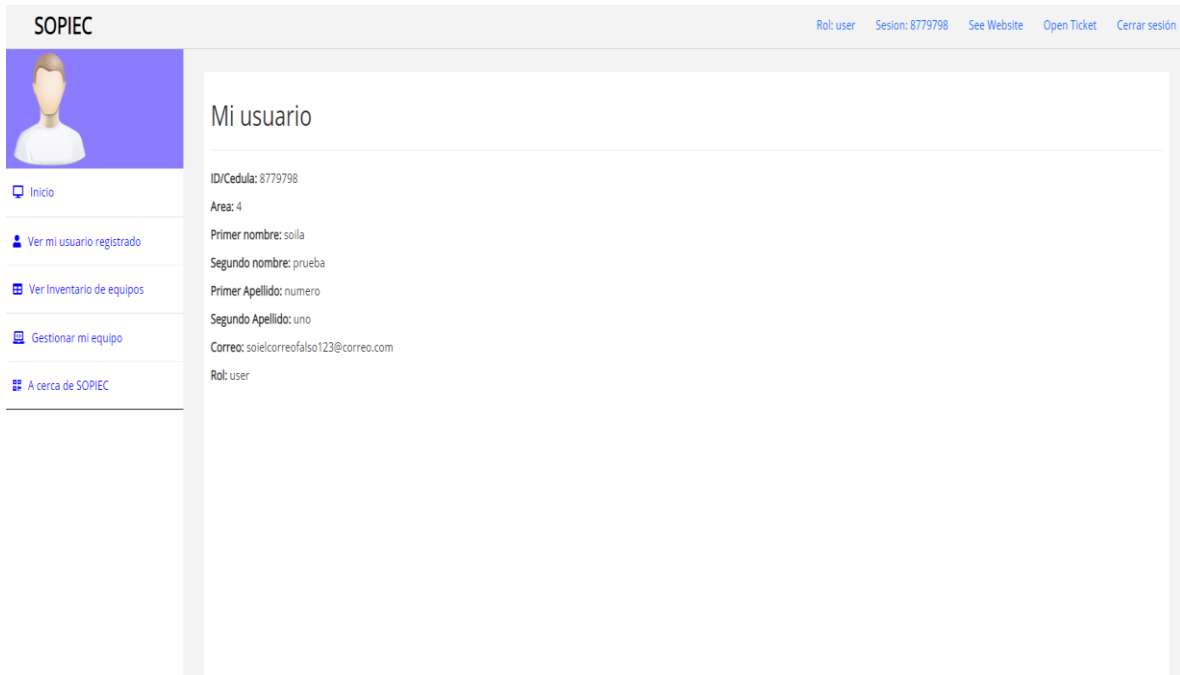 SOPIEC
Rol: user Sesion: 8779798 See Website Open Ticket Cerrar sesión
Inicio
Ver mi usuario registrado
Ver Inventario de equipos
Gestionar mi equipo
A cerca de SOPIEC
Mi usuario
ID/Cedula: 8779798
Area: 4
Primer nombre: soila
Segundo nombre: prueba
Primer Apellido: numero
Segundo Apellido: uno
Correo: soielcorreofalso123@correo.com
Rol: user